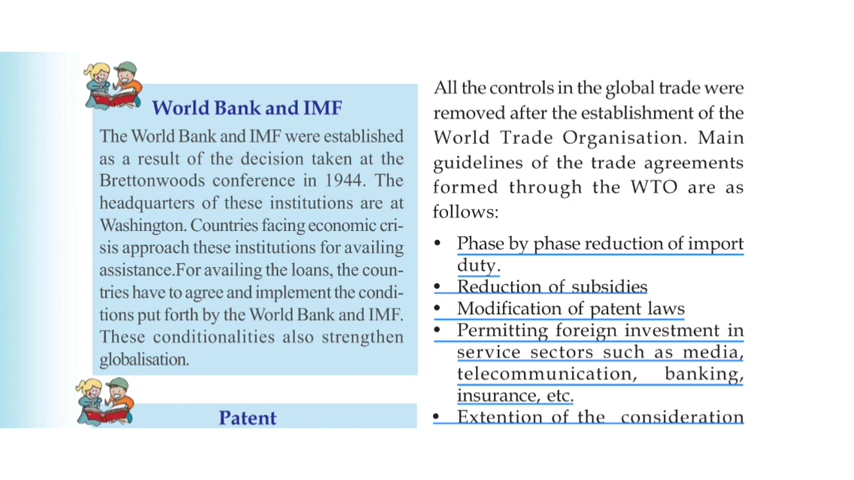 World Bank and IMF
The World Bank and IMF were established
as a result of the decision taken at the
Brettonwoods conference in 1944. The
headquarters of these institutions are at
Washington. Countries facing economic cri-
sis approach these institutions for availing
assistance.For availing the loans, the coun-
tries have to agree and implement the condi-
tions put forth by the World Bank and IMF.
These conditionalities also strengthen
globalisation.
Patent
All the controls in the global trade were
removed after the establishment of the
World Trade Organisation. Main
guidelines of the trade agreements
formed through the WTO are as
follows:
• Phase by phase reduction of import
duty.
• Reduction of subsidies
• Modification of patent laws
• Permitting foreign investment in
service sectors such as media,
telecommunication, banking,
insurance, etc.
• Extention of the consideration